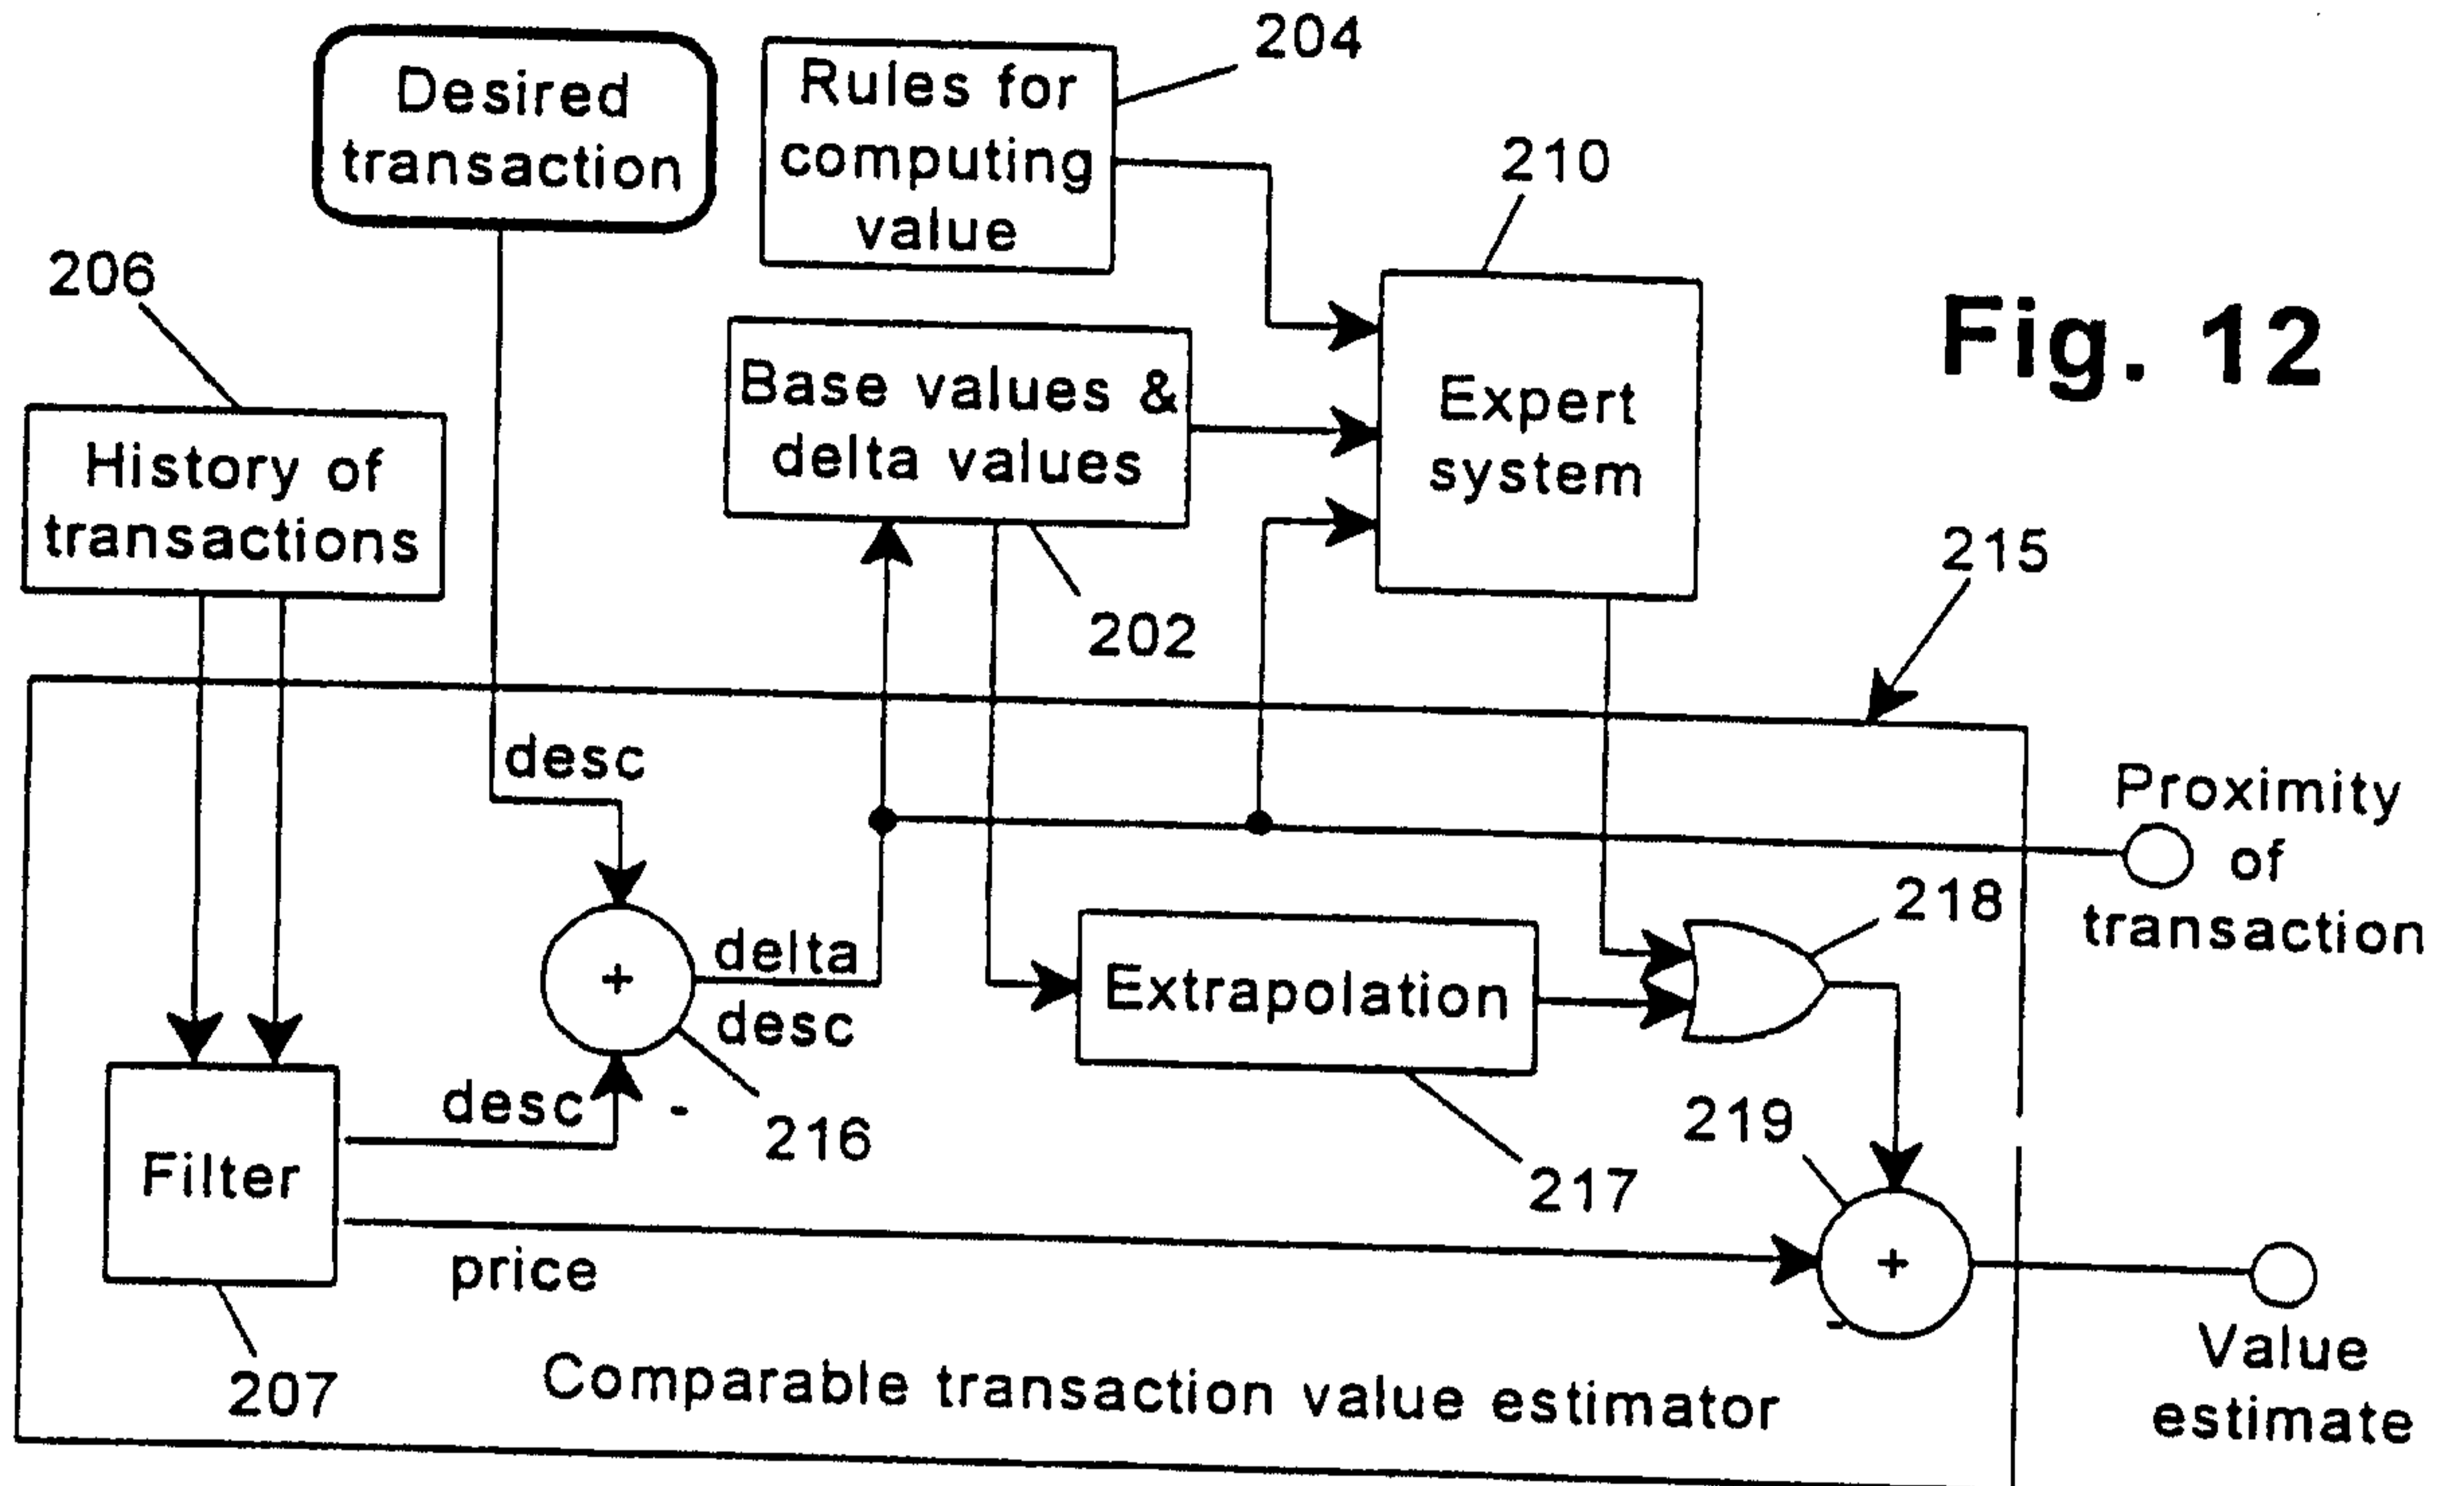 Desired
transaction
Rules for
computing
value
204
210
206
Fig. 12
Base values &
delta values
Expert
system
History of
transactions
215
202
desc
Proximity
of
transaction
218
+
delta
desc
Extrapolation
desc
-
216
219
Filter
217
price
+
-
207
Comparable transaction value estimator
Value
estimate